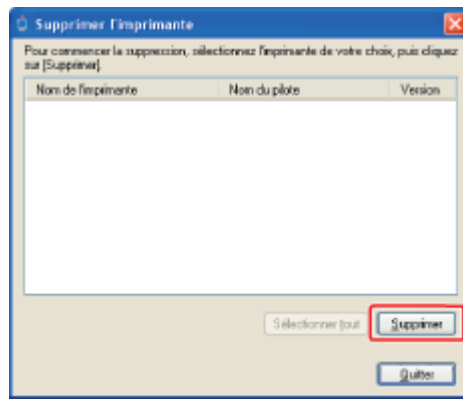 Supprimer l'imprimante
Pour commencer la suppression, sélectionnez l'imprimante de votre choix, puis cliquez
sur [Supprimer].
Nom de l'imprimante Nom du pilote Version
Sélectionner tout Supprimer
Quitter